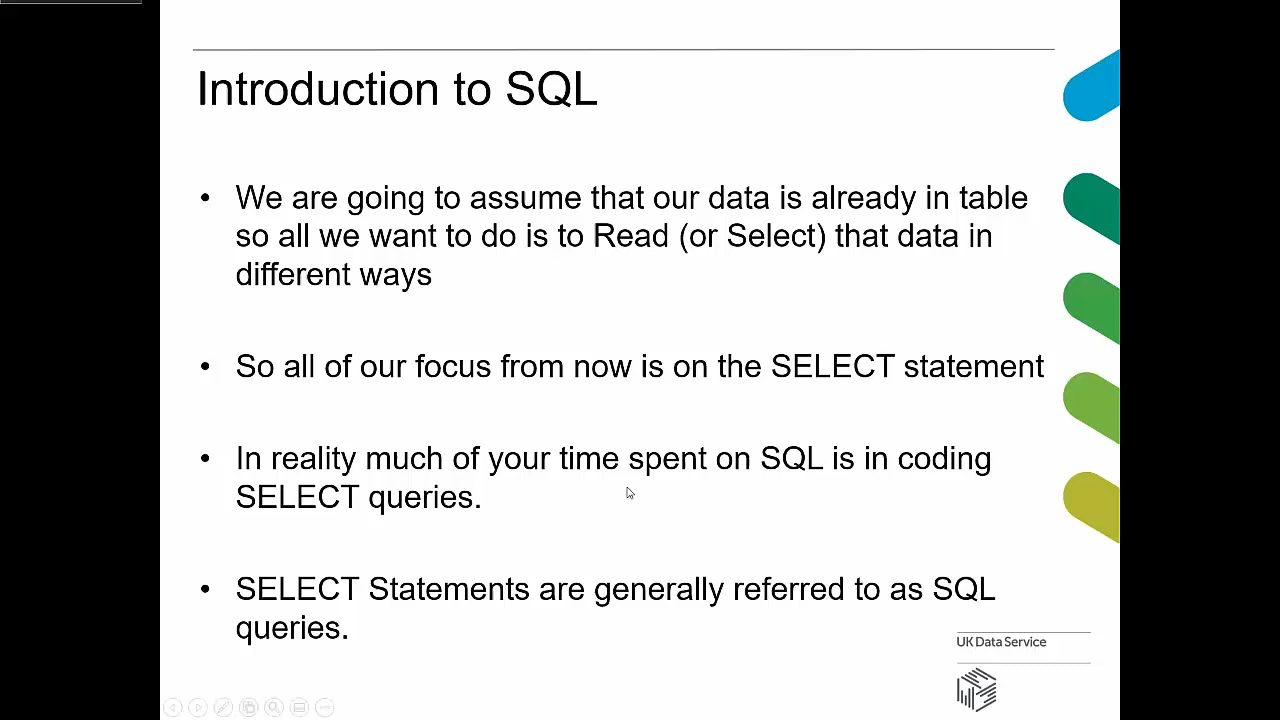 Introduction to SQL
• We are going to assume that our data is already in table
so all we want to do is to Read (or Select) that data in
different ways
• So all of our focus from now is on the SELECT statement
• In reality much of your time spent on SQL is in coding
SELECT queries.
• SELECT Statements are generally referred to as SQL
queries.
UK Data Service